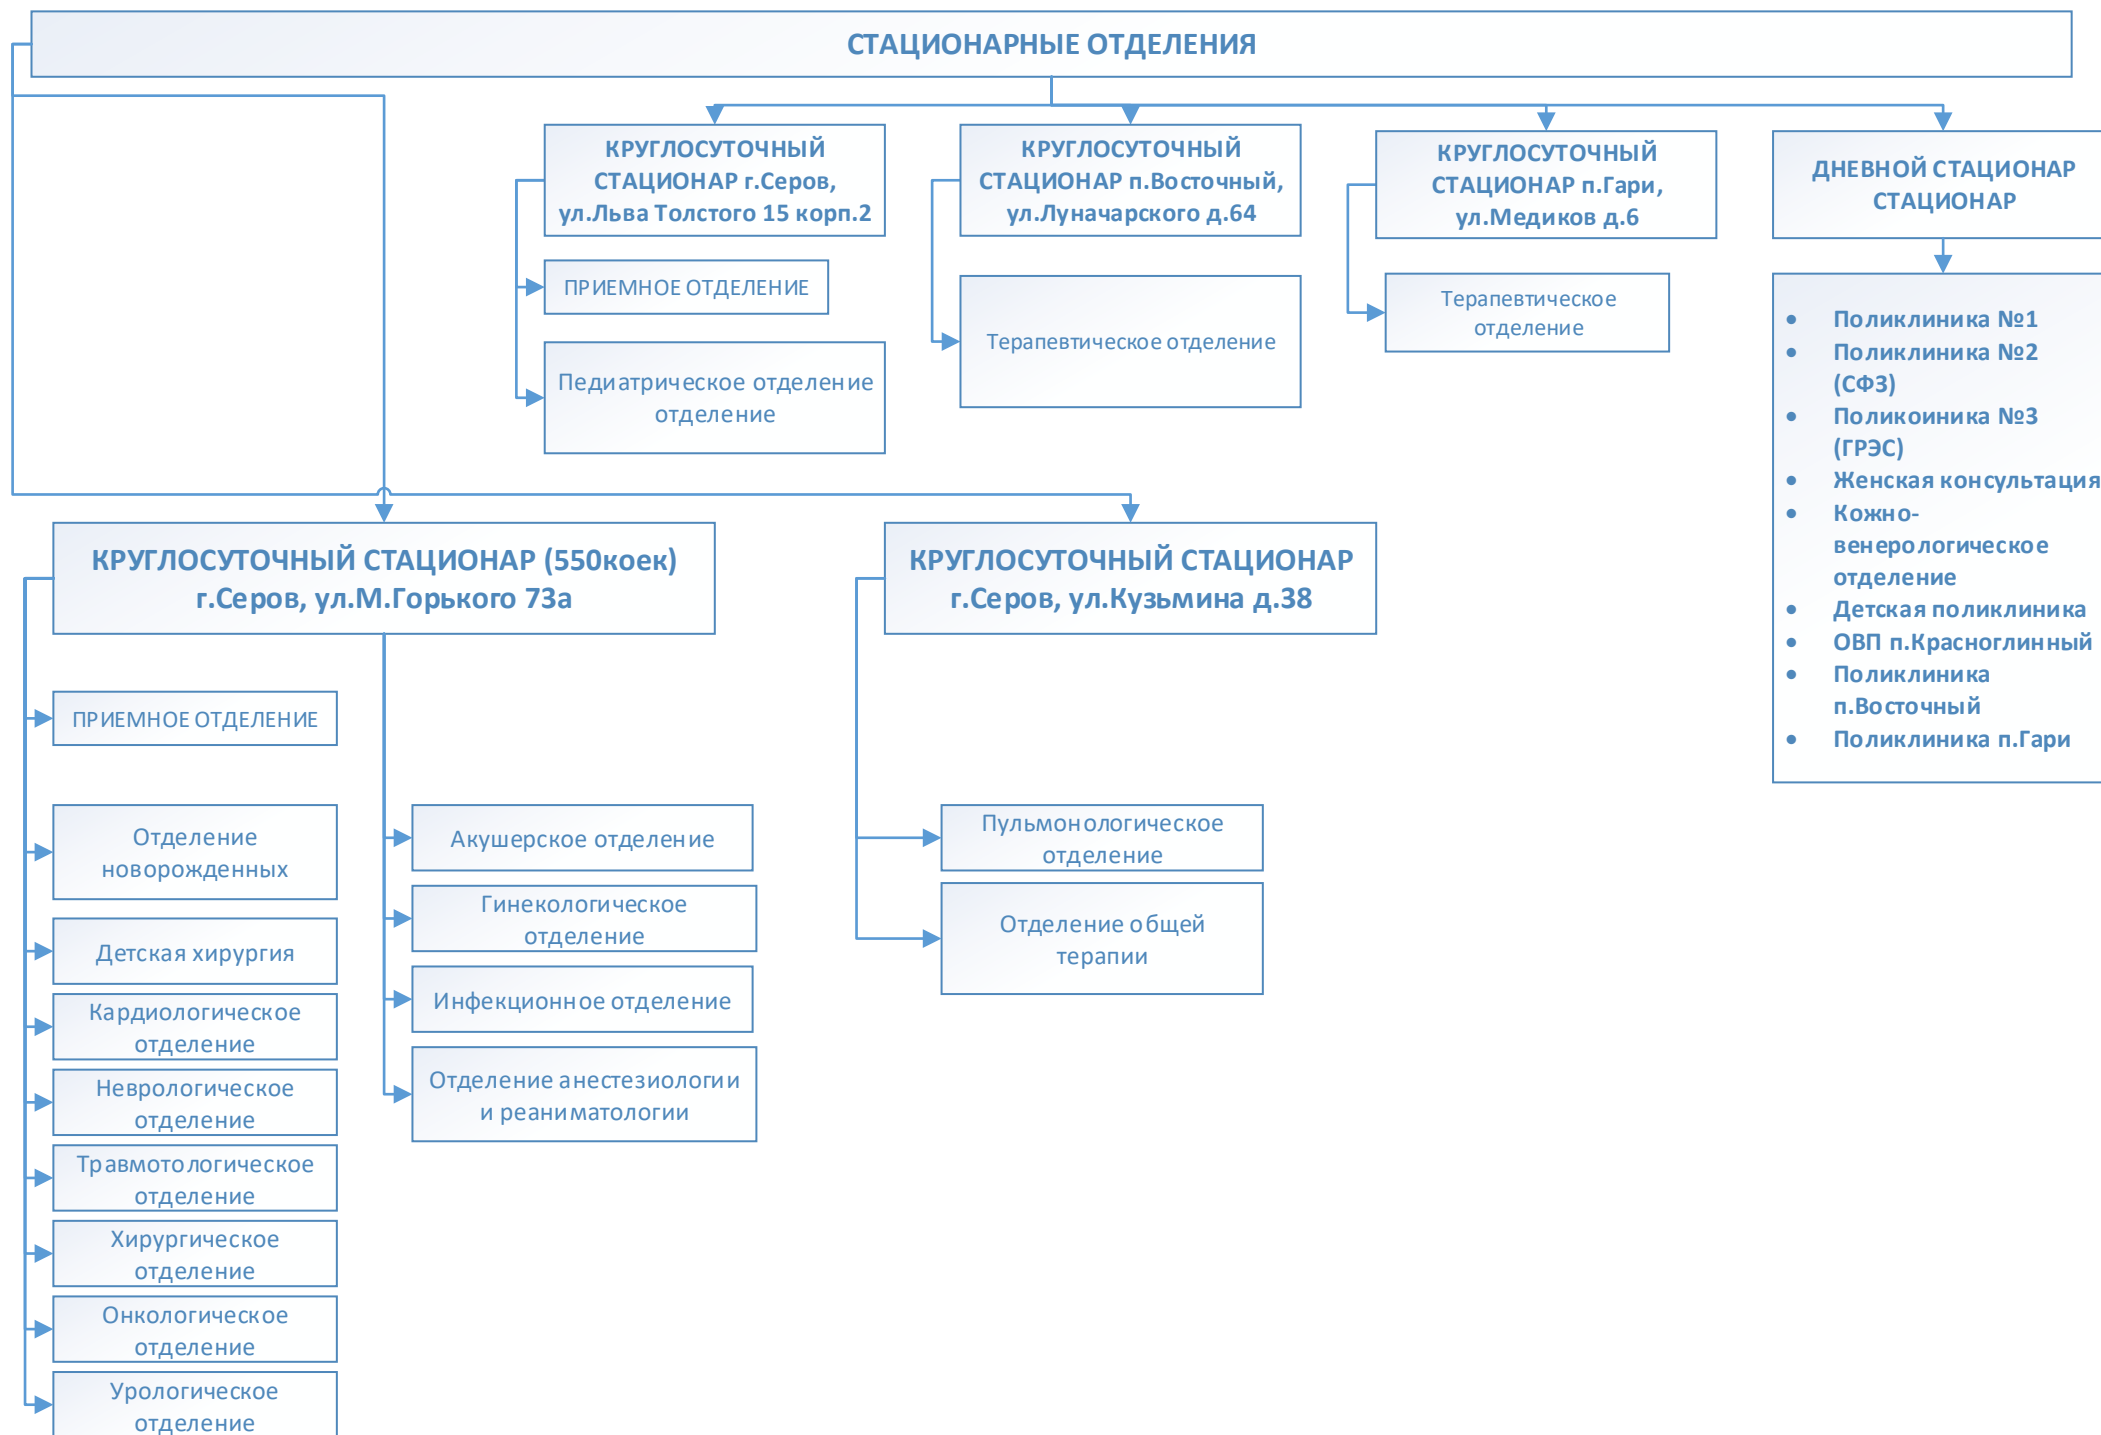 СТАЦИОНАРНЫЕ ОТДЕЛЕНИЯ
КРУГЛОСУТОЧНЫЙ
СТАЦИОНАР г.Серов,
ул.Льва Толстого 15 корп.2
ПРИЕМНОЕ ОТДЕЛЕНИЕ
Педиатрическое отделение
отделение
КРУГЛОСУТОЧНЫЙ
СТАЦИОНАР п.Восточный,
ул.Луначарского д.64
Терапевтическое отделение
КРУГЛОСУТОЧНЫЙ
СТАЦИОНАР п.Гари,
ул.Медиков д.6
Терапевтическое
отделение
ДНЕВНОЙ СТАЦИОНАР
СТАЦИОНАР
• Поликлиника №1
• Поликлиника №2
(СФЗ)
• Поликоиника №3
(ГРЭС)
• Женская консультация
• Кожно-
венерологическое
отделение
• Детская поликлиника
• ОВП п.Красноглинный
• Поликлиника
п.Восточный
• Поликлиника п.Гари
КРУГЛОСУТОЧНЫЙ СТАЦИОНАР (550коек)
г.Серов, ул.М.Горького 73а
ПРИЕМНОЕ ОТДЕЛЕНИЕ
Отделение
новорожденных
Детская хирургия
Кардиологическое
отделение
Неврологическое
отделение
Травмотологическое
отделение
Хирургическое
отделение
Онкологическое
отделение
Урологическое
отделение
Акушерское отделение
Гинекологическое
отделение
Инфекционное отделение
Отделение анестезиологии
и реаниматологии
КРУГЛОСУТОЧНЫЙ СТАЦИОНАР
г.Серов, ул.Кузьмина д.38
Пульмонологическое
отделение
Отделение общей
терапии